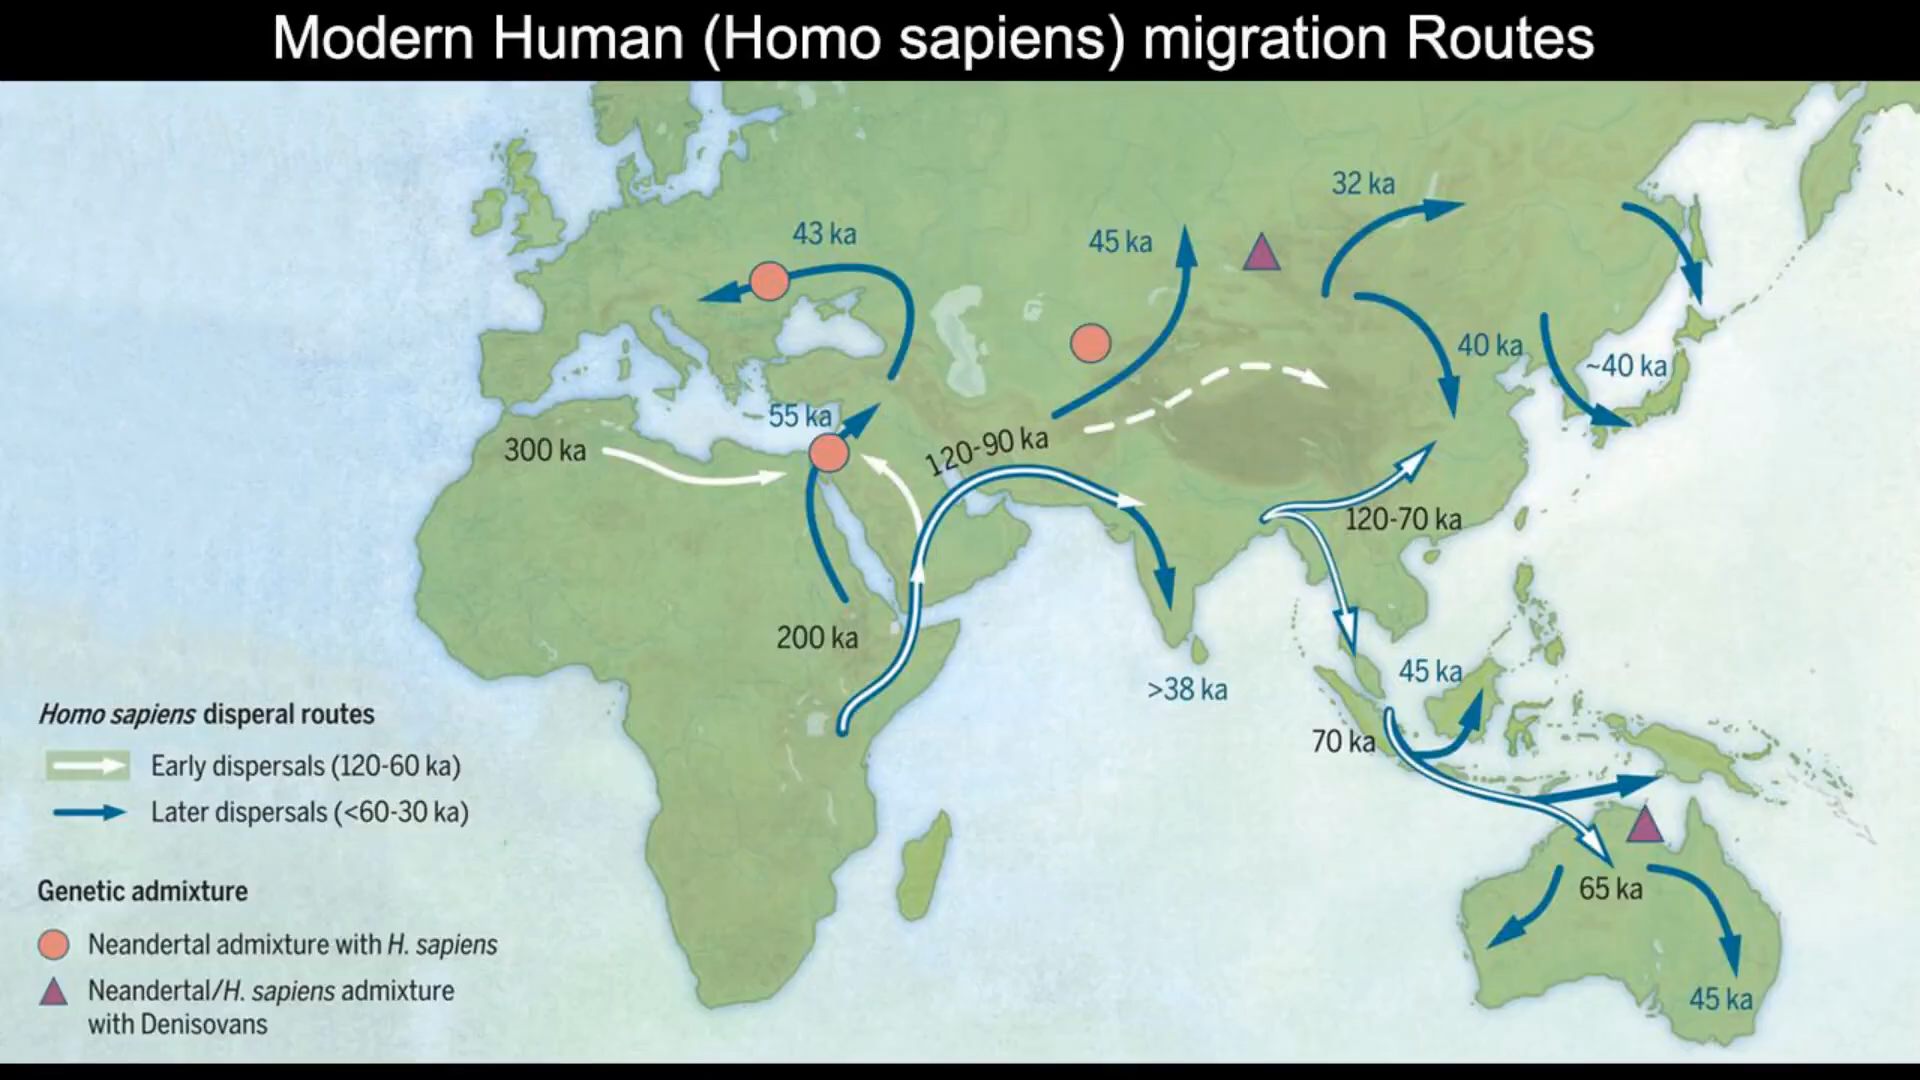 Modern Human (Homo sapiens) migration Routes
32 ka
43 ka
45 ka
40 ka
~40 ka
55 ka
300 ka
120-90 ka
120-70 ka
200 ka
45 ka
>38 ka
70 ka
65 ka
45 ka
Homo sapiens disperal routes
Early dispersals (120-60 ka)
Later dispersals (<60-30 ka)
Genetic admixture
Neandertal admixture with H. sapiens
Neandertal/H. sapiens admixture
with Denisovans